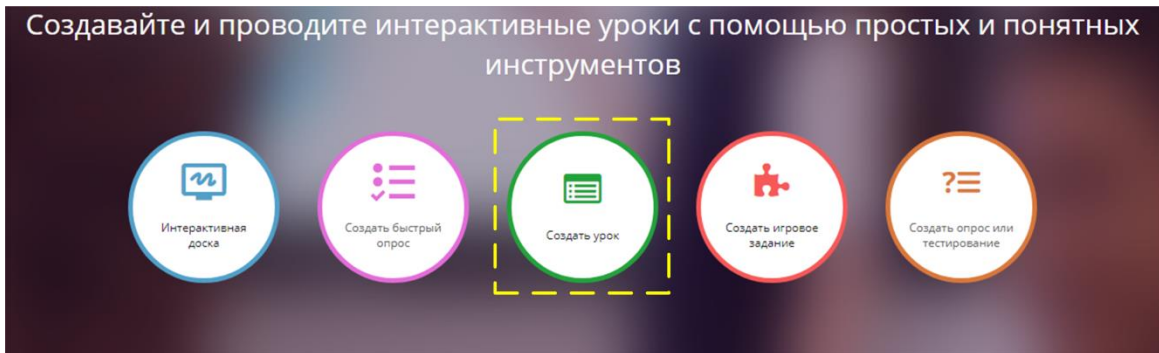 Создавайте и проводите интерактивные уроки с помощью простых и понятных
инструментов
Интерактивная
доска
Создать быстрый
опрос
Создать урок
Создать игровое
задание
Создать опрос или
тестирование